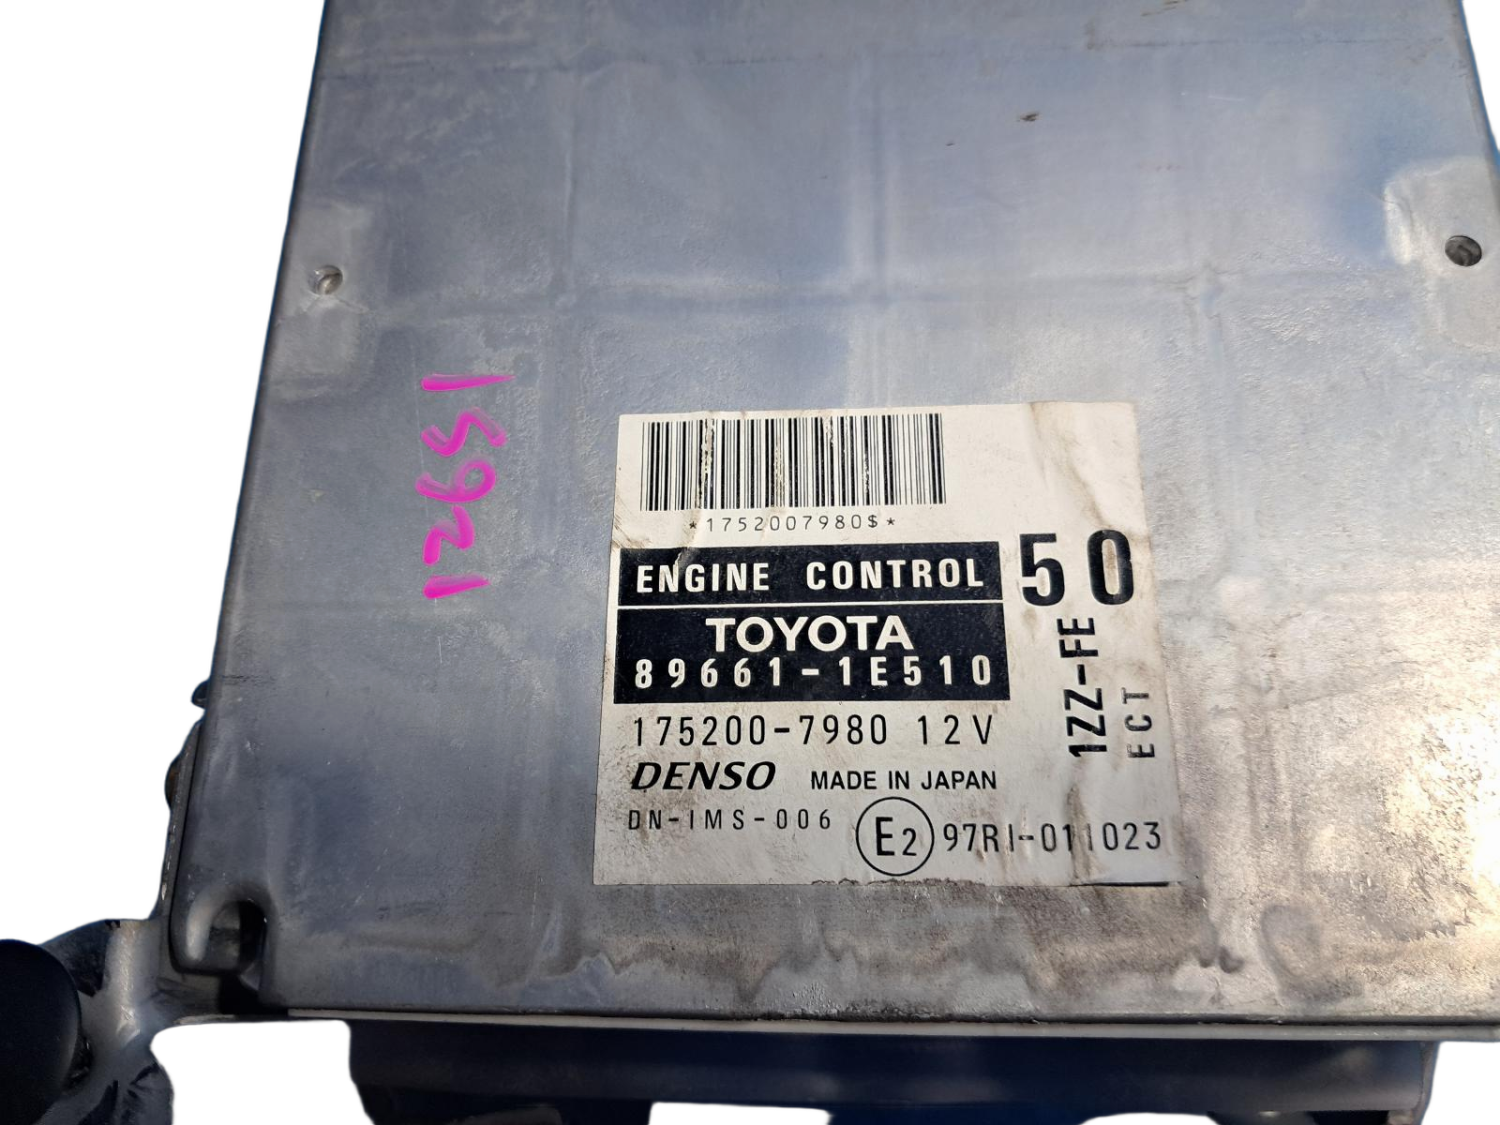 12651
*1752007980$*
ENGINE CONTROL
50
TOYOTA
89661-1E510
1ZZ-FE
ECT
175200-7980 12V
DENSO MADE IN JAPAN
DN-IMS-006
E2 97RI-011023